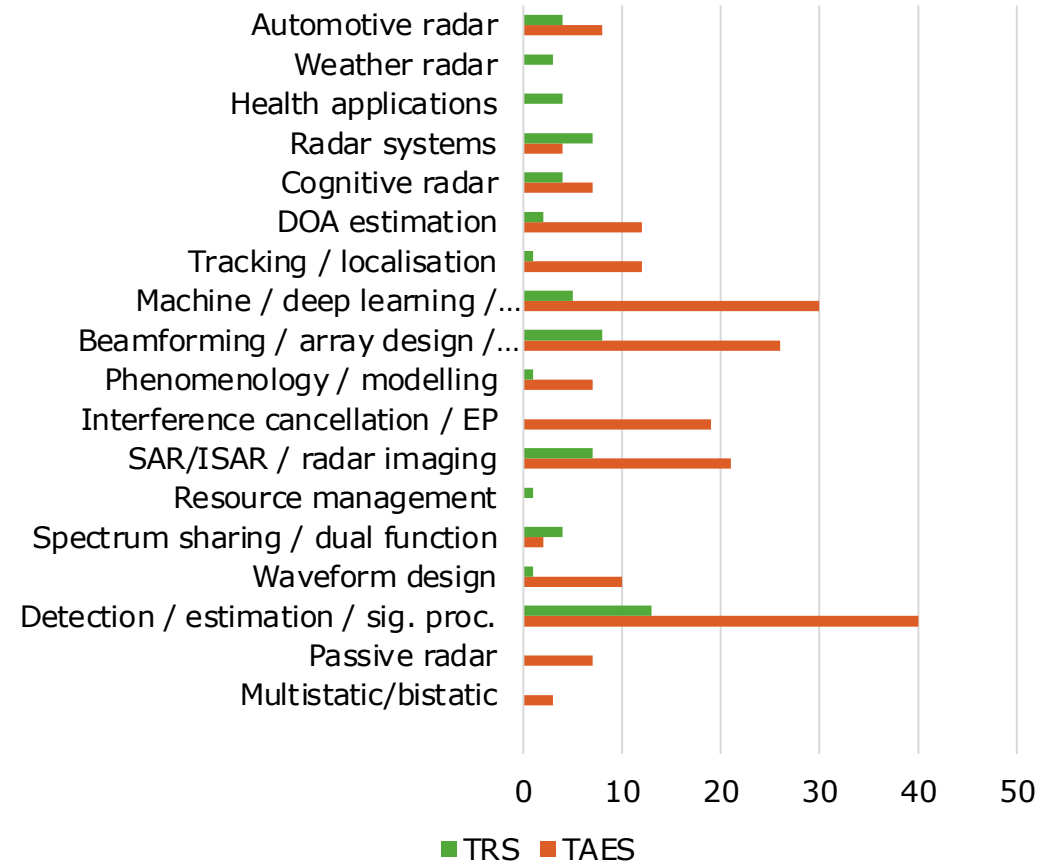 Automotive radar
Weather radar
Health applications
Radar systems
Cognitive radar
DOA estimation
Tracking / localisation
Machine / deep learning /...
Beamforming / array design /...
Phenomenology / modelling
Interference cancellation / EP
SAR/ISAR / radar imaging
Resource management
Spectrum sharing / dual function
Waveform design
Detection / estimation / sig. proc.
Passive radar
Multistatic/bistatic
0 10 20 30 40 50
TRS TAES